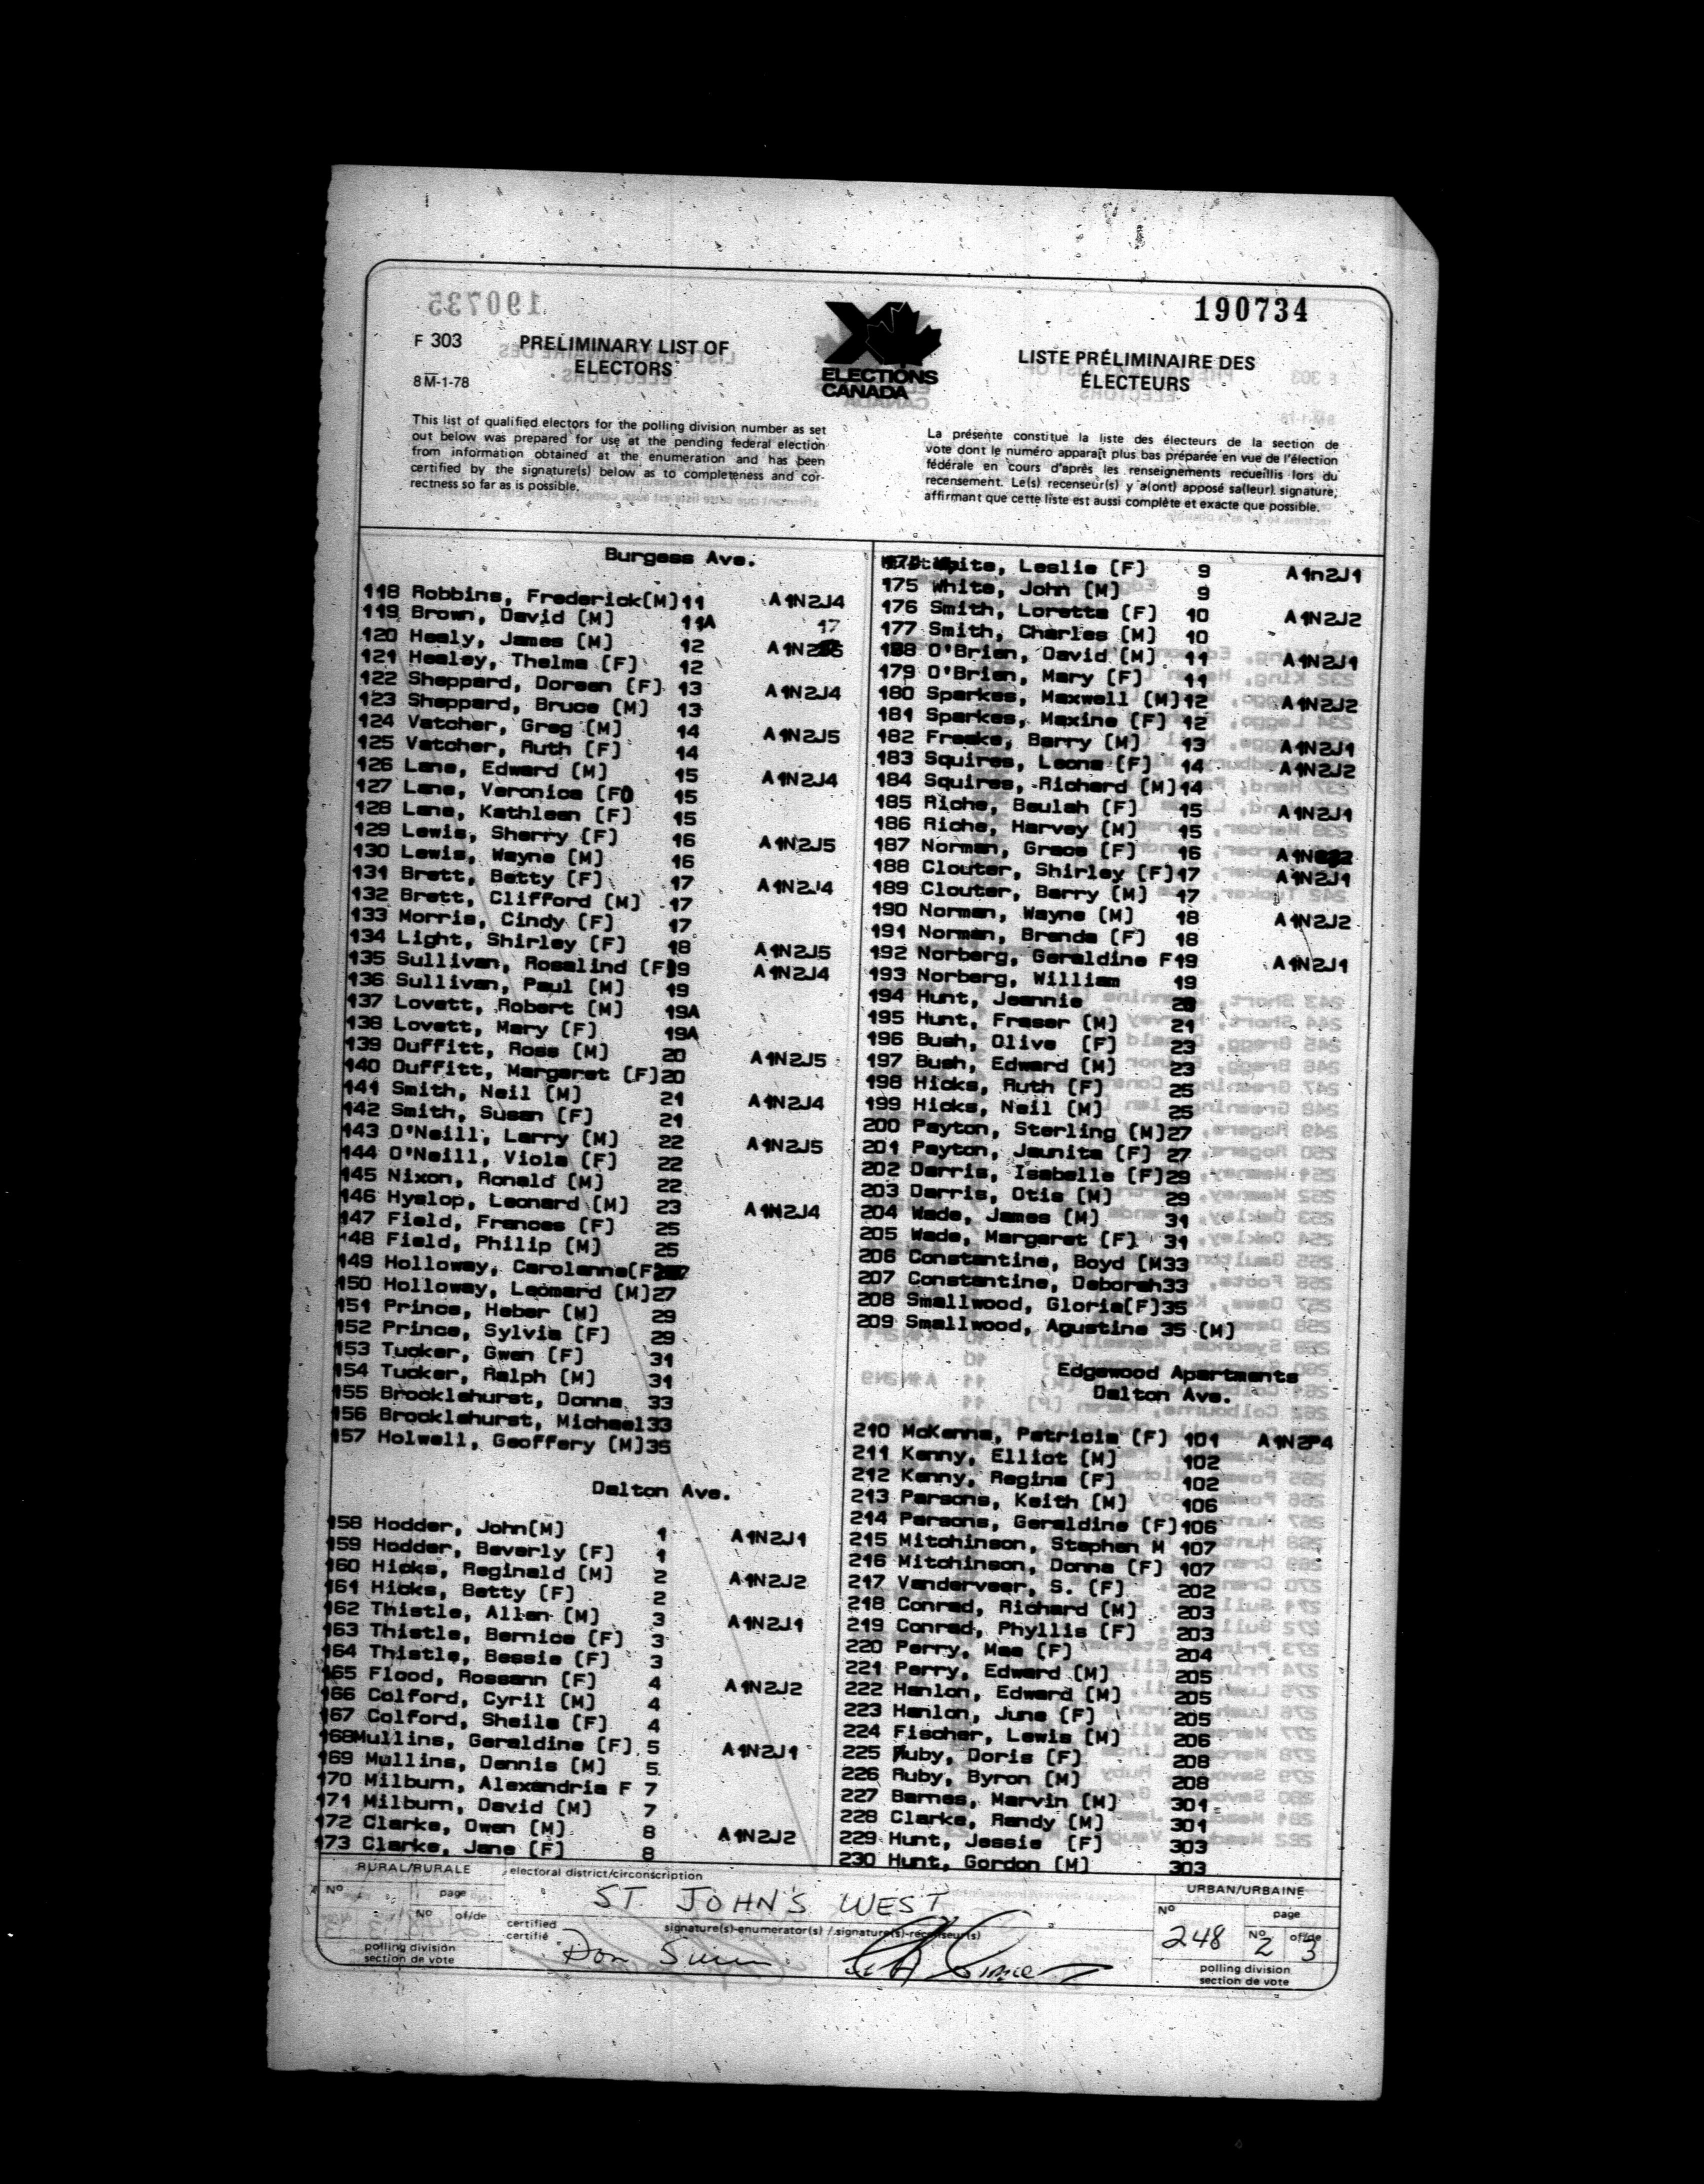 190734
F 303
PRELIMINARY LIST OF
ELECTORS
8M-1-78
ELECTIONS
CANADA
LISTE PRÉLIMINAIRE DES
ÉLECTEURS
This list of qualified electors for the polling division number as set
out below was prepared for use at the pending federal election
from information obtained at the enumeration and has been
certified by the signature(s) below as to completeness and cor-
rectness so far as is possible.
La présente constitue la liste des électeurs de la section de
vote dont le numéro apparaît plus bas préparée en vue de l'élection
fédérale en cours d'après les renseignements recueillis lors du
recensement. Le(s) recenseur(s) y a(ont) apposé sa(leur) signature,
affirmant que cette liste est aussi complète et exacte que possible.
Burgess Ave.
118 Robbins, Frederick(M)11 A1N2J4
119 Brown, David (M) 11A 17
120 Healy, James (M) 12
121 Healey, Thelma (F) 12
122 Sheppard, Doreen (F) 13 A1N2J4
123 Sheppard, Bruce (M) 13
124 Vatcher, Greg (M) 14 A1N2J5
125 Vatcher, Ruth (F) 14
126 Lane, Edward (M) 15 A1N2J4
127 Lane, Veronica (F) 15
128 Lane, Kathleen (F) 15
129 Lewis, Sherry (F) 16 A1N2J5
130 Lewis, Wayne (M) 16
131 Brett, Betty (F) 17 A1N2J4
132 Brett, Clifford (M) 17
133 Morris, Cindy (F) 17
134 Light, Shirley (F) 18 A1N2J5
135 Sullivan, Rosalind (F)19 A1N2J4
136 Sullivan, Paul (M) 19
137 Lovett, Robert (M) 19A
138 Lovett, Mary (F) 19A
139 Duffitt, Ross (M) 20 A1N2J5
140 Duffitt, Margaret (F)20
141 Smith, Neil (M) 21 A1N2J4
142 Smith, Susan (F) 21
143 O'Neill, Larry (M) 22 A1N2J5
144 O'Neill, Viola (F) 22
145 Nixon, Ronald (M) 22
146 Hyslop, Leonard (M) 23 A1N2J4
147 Field, Frances (F) 25
148 Field, Philip (M) 25
149 Holloway, Carolanne(F)
150 Holloway, Leomard (M)27
151 Prince, Heber (M) 29
152 Prince, Sylvia (F) 29
153 Tucker, Gwen (F) 31
154 Tucker, Ralph (M) 31
155 Brocklehurst, Donna 33
156 Brocklehurst, Michael33
157 Holwell, Geoffery (M)35
Dalton Ave.
158 Hodder, John(M) 1 A1N2J1
159 Hodder, Beverly (F) 1
160 Hicks, Reginald (M) 2 A1N2J2
161 Hicks, Betty (F) 2
162 Thistle, Allen (M) 3 A1N2J1
163 Thistle, Bernice (F) 3
164 Thistle, Bessie (F) 3
165 Flood, Roseann (F) 4 A1N2J2
166 Colford, Cyril (M) 4
167 Colford, Sheila (F) 4
168Mullins, Geraldine (F) 5 A1N2J1
169 Mullins, Dennis (M) 5
170 Milburn, Alexandria F 7
171 Milburn, David (M) 7
172 Clarke, Owen (M) 8 A1N2J2
173 Clarke, Jane (F) 8
174 White, Leslie (F) 9 A1n2J1
175 White, John (M) 9
176 Smith, Loretta (F) 10 A1N2J2
177 Smith, Charles (M) 10
188 O'Brien, David (M) 11 A1N2J1
179 O'Brien, Mary (F) 11
180 Sparkes, Maxwell (M)12 A1N2J2
181 Sparkes, Maxine (F) 12
182 Freake, Barry (M) 13 A1N2J1
183 Squires, Leona (F) 14 A1N2J2
184 Squires, Richard (M)14
185 Riche, Beulah (F) 15 A1N2J1
186 Riche, Harvey (M) 15
187 Norman, Grace (F) 16
188 Clouter, Shirley (F)17 A1N2J1
189 Clouter, Barry (M) 17
190 Norman, Wayne (M) 18 A1N2J2
191 Norman, Brenda (F) 18
192 Norberg, Geraldine F19 A1N2J1
193 Norberg, William 19
194 Hunt, Jeannie
195 Hunt, Fraser (M) 21
196 Bush, Olive (F) 23
197 Bush, Edward (M) 23
198 Hicks, Ruth (F) 25
199 Hicks, Neil (M) 25
200 Payton, Sterling (M)27
201 Payton, Jaunita (F) 27
202 Darris, Isabelle (F)29
203 Darris, Otis (M) 29
204 Wade, James (M) 31
205 Wade, Margaret (F) 31
206 Constantine, Boyd (M33
207 Constantine, Deborah33
208 Smallwood, Gloria(F)35
209 Smallwood, Agustine 35 (M)
Edgewood Apartments
Dalton Ave.
210 McKenna, Patricia (F) 101 A1N2P4
211 Kenny, Elliot (M) 102
212 Kenny, Regina (F) 102
213 Parsons, Keith (M) 106
214 Parsons, Geraldine (F)106
215 Mitchinson, Stephen M 107
216 Mitchinson, Donna (F) 107
217 Vanderveer, S. (F) 202
218 Conrad, Richard (M) 203
219 Conrad, Phyllis (F) 203
220 Perry, Mae (F) 204
221 Perry, Edward (M) 205
222 Hanlon, Edward (M) 205
223 Hanlon, June (F) 205
224 Fischer, Lewis (M) 206
225 Ruby, Doris (F) 208
226 Ruby, Byron (M) 208
227 Barnes, Marvin (M) 301
228 Clarke, Randy (M) 301
229 Hunt, Jessie (F) 303
230 Hunt, Gordon (M) 303
RURAL/RURALE
No
page
No of/de
polling division
section de vote
electoral district/circonscription
ST. JOHN'S WEST
certified
certifié
signature(s)-enumerator(s) / signature(s)-recenseur(s)
Don
URBAN/URBAINE
No
page
248 No 2 of/de 3
polling division
section de vote